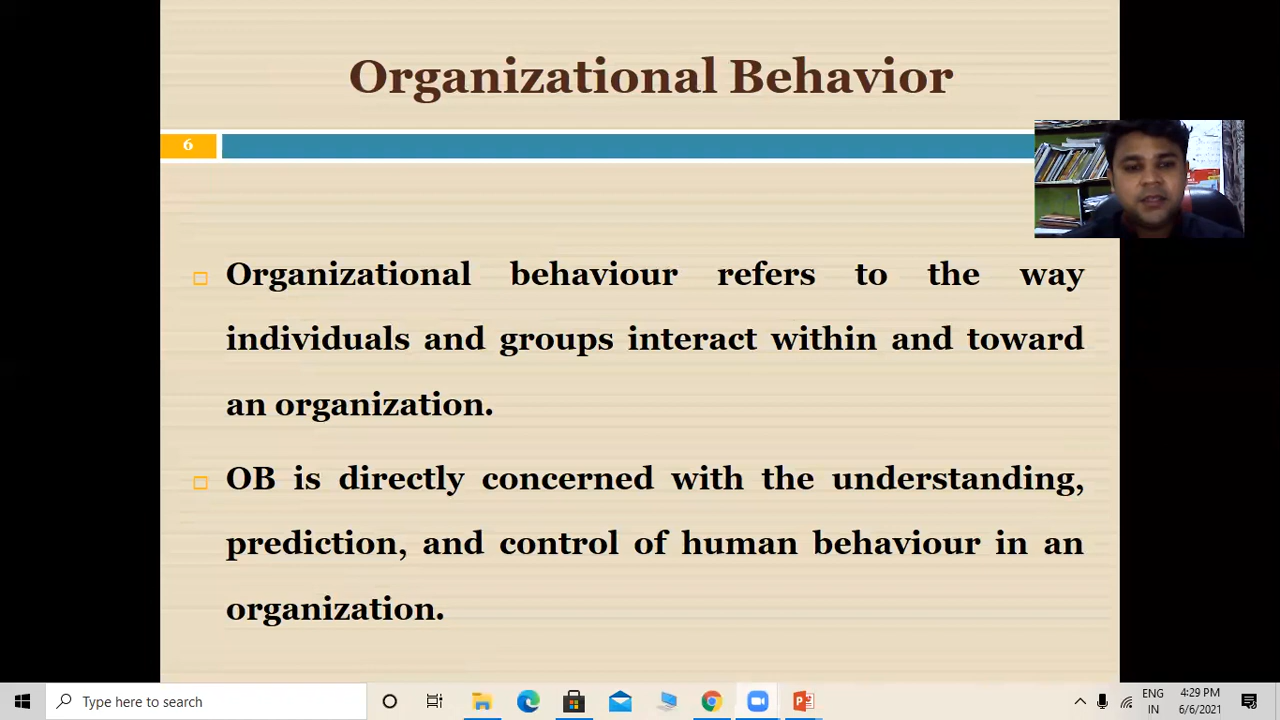 Organizational Behavior
6
Organizational behaviour refers to the way
individuals and groups interact within and toward
an organization.
OB is directly concerned with the understanding,
prediction, and control of human behaviour in an
organization.
Type here to search
ENG
IN
4:29 PM
6/6/2021